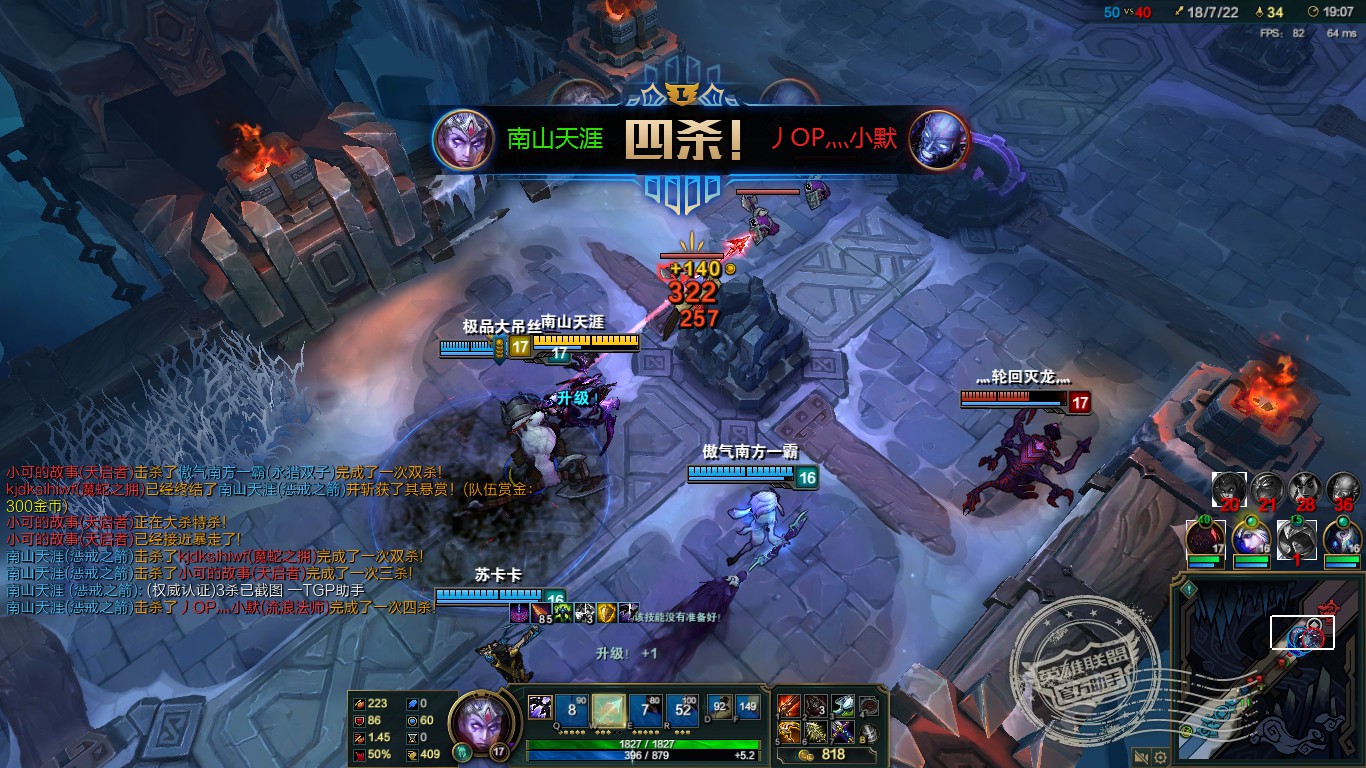 50 vs 40 18/7/22 34 19:07
FPS: 82 64 ms
南山天涯 四杀! 丿OP灬小默
+140
322
257
极品大吊丝 南山天涯
17
17
升级!
灬轮回灭龙灬
17
傲气南方一霸
16
小可的故事(天启者)击杀了傲气南方一霸(永猎双子)完成了一次双杀!
kjdksihiwf(魔蛇之拥)已经终结了南山天涯(惩戒之箭)并斩获了其悬赏!(队伍赏金:
300金币)
小可的故事(天启者)正在大杀特杀!
小可的故事(天启者)已经接近暴走了!
南山天涯(惩戒之箭)击杀了kjdksihiwf(魔蛇之拥)完成了一次双杀!
南山天涯(惩戒之箭)击杀了小可的故事(天启者)完成了一次三杀!
南山天涯 (惩戒之箭): (权威认证)3杀已截图 —TGP助手
南山天涯(惩戒之箭)击杀了丿OP灬小默(流浪法师)完成了一次四杀!
苏卡卡
16
85 3 该技能没有准备好!
升级! +1
20 21 28 36
17 16 1 16
英雄联盟
官方助手
223 0
86 60
1.45 0
50% 409
17
8 90 7 80 52 100 92 149
Q W E R D F
1827 / 1827
396 / 879 +5.2
818